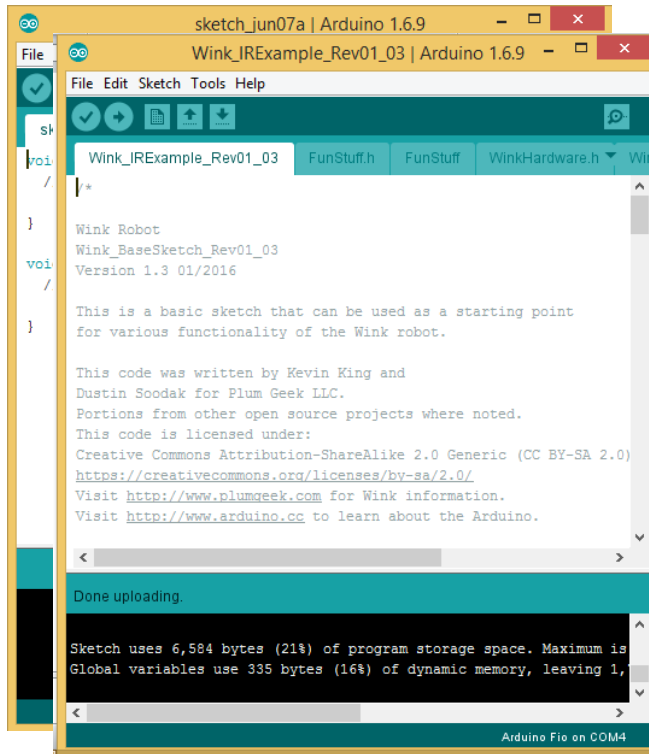 sketch_jun07a | Arduino 1.6.9
File
sk
voi
/
}
voi
/
}
Wink_IRExample_Rev01_03 | Arduino 1.6.9
File Edit Sketch Tools Help
Wink_IRExample_Rev01_03 FunStuff.h FunStuff WinkHardware.h Wi
/*
Wink Robot
Wink_BaseSketch_Rev01_03
Version 1.3 01/2016
This is a basic sketch that can be used as a starting point
for various functionality of the Wink robot.
This code was written by Kevin King and
Dustin Soodak for Plum Geek LLC.
Portions from other open source projects where noted.
This code is licensed under:
Creative Commons Attribution-ShareAlike 2.0 Generic (CC BY-SA 2.0)
https://creativecommons.org/licenses/by-sa/2.0/
Visit http://www.plumgeek.com for Wink information.
Visit http://www.arduino.cc to learn about the Arduino.
Done uploading.
Sketch uses 6,584 bytes (21%) of program storage space. Maximum is
Global variables use 335 bytes (16%) of dynamic memory, leaving 1,
Arduino Fio on COM4